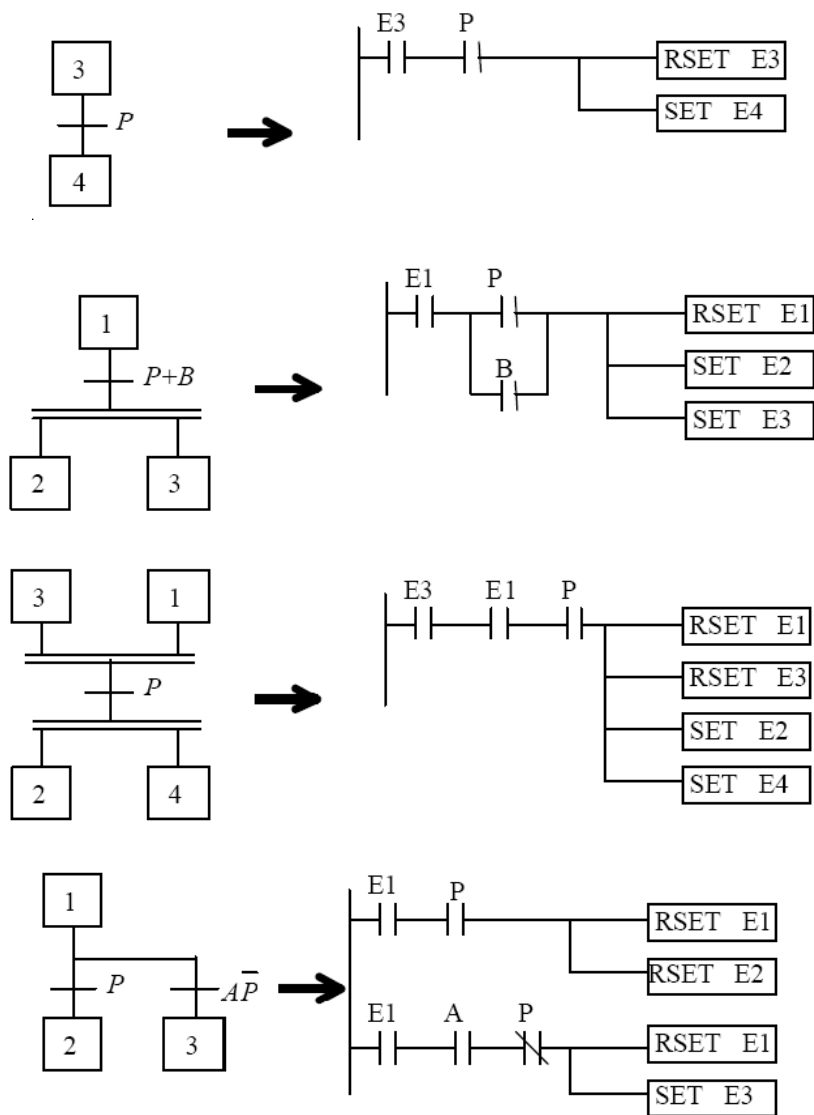 E3 P
3
RSET E3
P
SET E4
4
E1 P
1
RSET E1
P+B
B
SET E2
SET E3
2 3
3 1
E3 E1 P
RSET E1
P
RSET E3
SET E2
2 4
SET E4
E1 P
1
RSET E1
P AP̅
RSET E2
E1 A P
2 3
RSET E1
SET E3